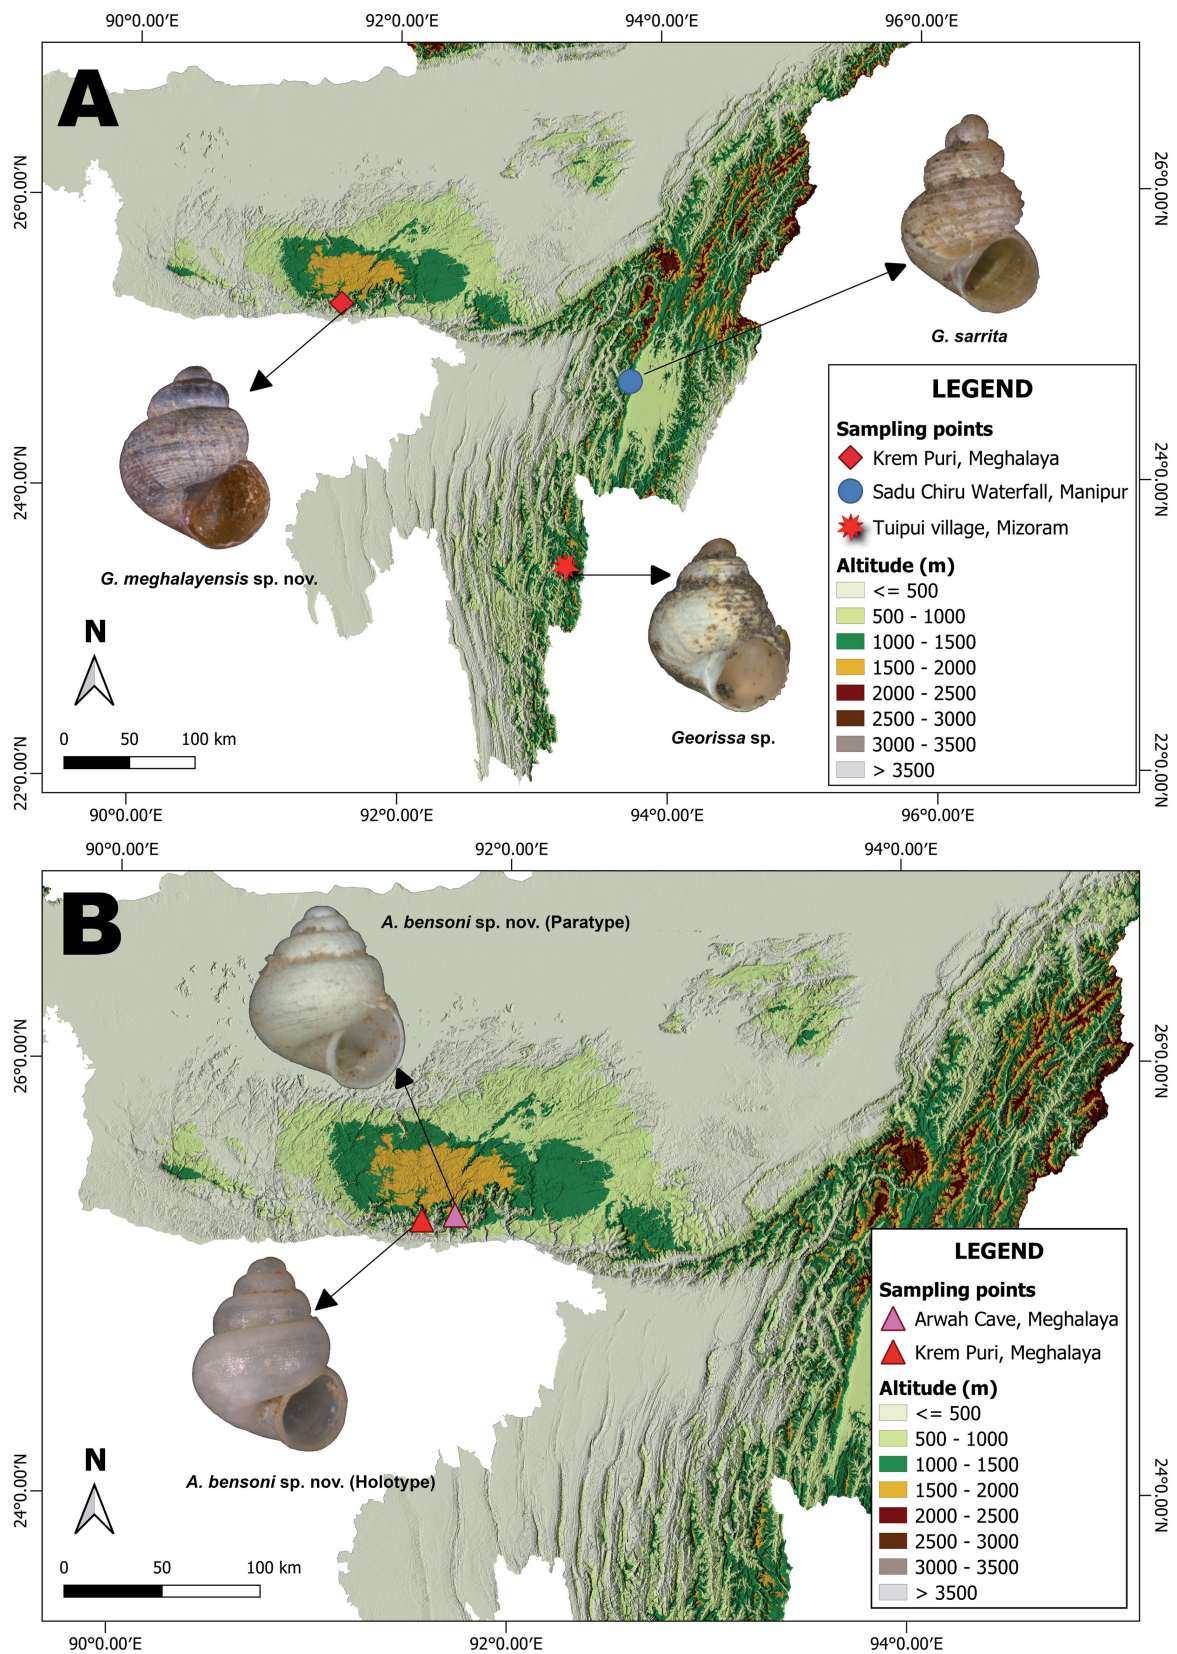 90°0.00′E 92°0.00′E 94°0.00′E 96°0.00′E
A
26°0.00′N
26°0.00′N
G. sarrita
LEGEND
Sampling points
Krem Puri, Meghalaya
Sadu Chiru Waterfall, Manipur
Tuipui village, Mizoram
Altitude (m)
<= 500
500 - 1000
1000 - 1500
1500 - 2000
2000 - 2500
2500 - 3000
3000 - 3500
> 3500
24°0.00′N
24°0.00′N
G. meghalayensis sp. nov.
N
0 50 100 km
Georissa sp.
22°0.00′N
22°0.00′N
90°0.00′E 92°0.00′E 94°0.00′E 96°0.00′E
90°0.00′E 92°0.00′E 94°0.00′E
B
A. bensoni sp. nov. (Paratype)
26°0.00′N
26°0.00′N
LEGEND
Sampling points
Arwah Cave, Meghalaya
Krem Puri, Meghalaya
Altitude (m)
<= 500
500 - 1000
1000 - 1500
1500 - 2000
2000 - 2500
2500 - 3000
3000 - 3500
> 3500
A. bensoni sp. nov. (Holotype)
24°0.00′N
24°0.00′N
N
0 50 100 km
90°0.00′E 92°0.00′E 94°0.00′E